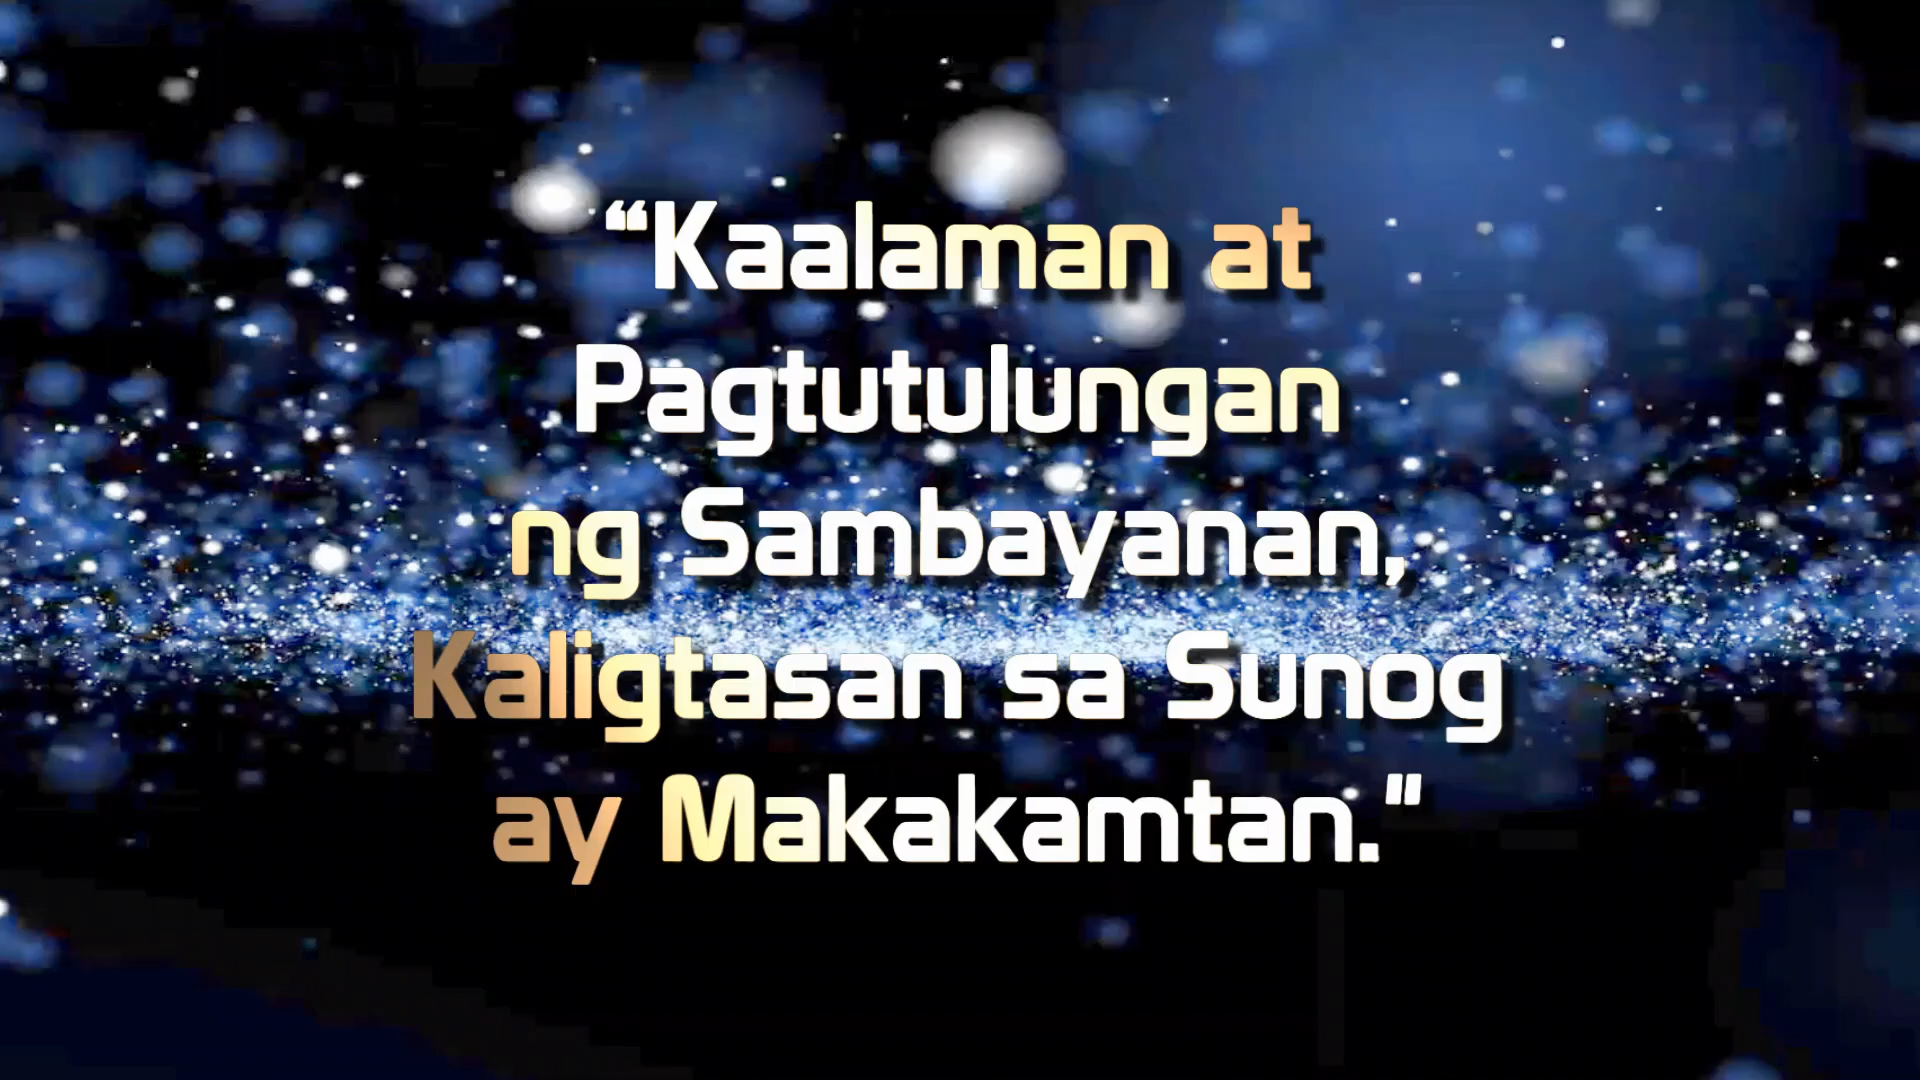 “Kaalaman at
Pagtutulungan
ng Sambayanan,
Kaligtasan sa Sunog
ay Makakamtan."